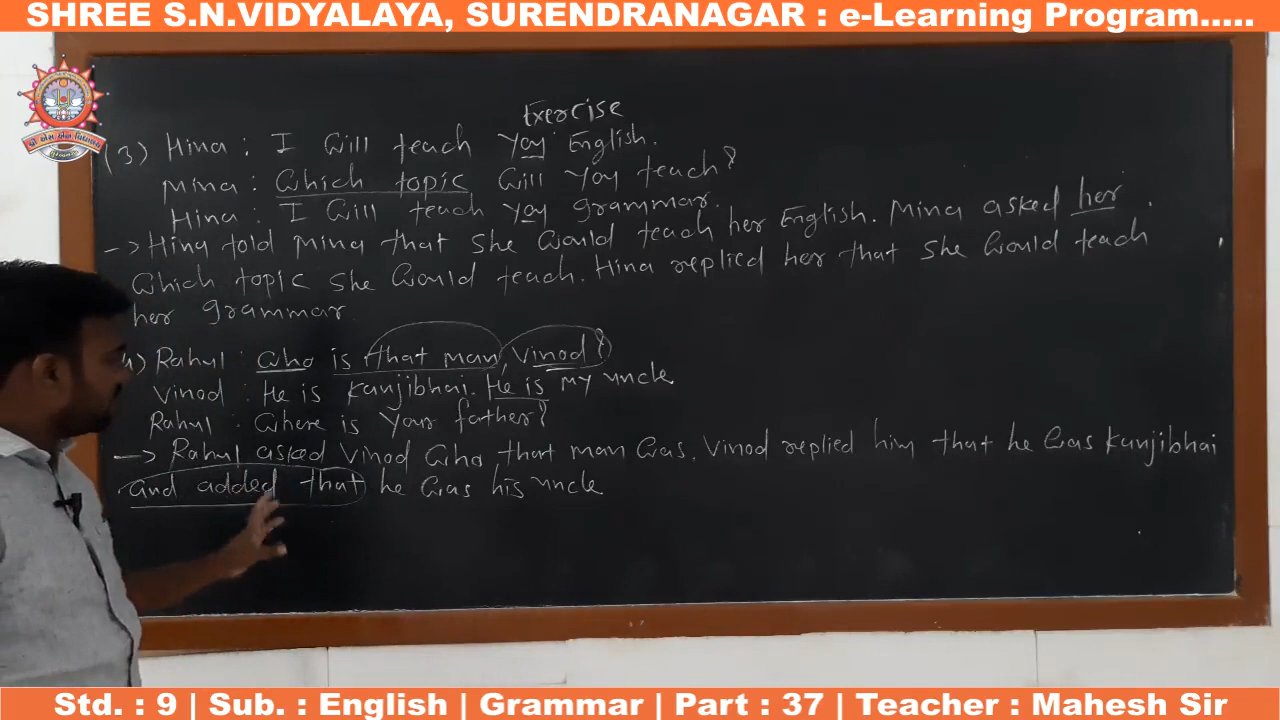 SHREE S.N.VIDYALAYA, SURENDRANAGAR : e-Learning Program.....
Exercise
(3) Hina : I will teach you English.
Mina : Which topic will you teach?
Hina : I will teach you grammar.
-> Hina told Mina that she would teach her English. Mina asked her
which topic she would teach. Hina replied her that she would teach
her grammar.
4) Rahul : Who is that man, Vinod?
Vinod : He is Kanjibhai. He is my uncle
Rahul : Where is your father?
-> Rahul asked Vinod who that man was. Vinod replied him that he was Kanjibhai
and added that he was his uncle
Std. : 9 | Sub. : English | Grammar | Part : 37 | Teacher : Mahesh Sir